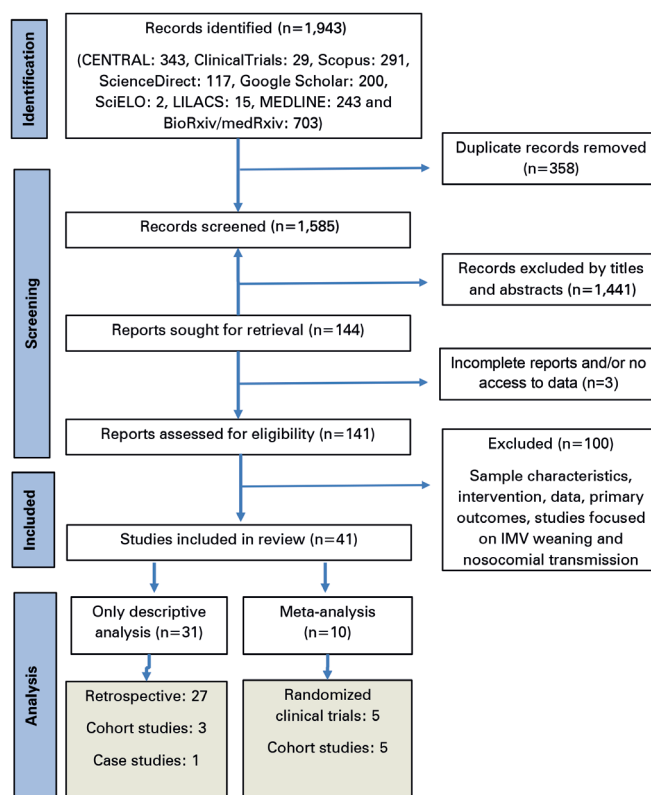 Identification
Records identified (n=1,943)
(CENTRAL: 343, ClinicalTrials: 29, Scopus: 291,
ScienceDirect: 117, Google Scholar: 200,
SciELO: 2, LILACS: 15, MEDLINE: 243 and
BioRxiv/medRxiv: 703)
Duplicate records removed
(n=358)
Screening
Records screened (n=1,585)
Records excluded by titles
and abstracts (n=1,441)
Reports sought for retrieval (n=144)
Incomplete reports and/or no
access to data (n=3)
Reports assessed for eligibility (n=141)
Excluded (n=100)
Sample characteristics,
intervention, data, primary
outcomes, studies focused
on IMV weaning and
nosocomial transmission
Included
Studies included in review (n=41)
Analysis
Only descriptive
analysis (n=31)
Meta-analysis
(n=10)
Retrospective: 27
Cohort studies: 3
Case studies: 1
Randomized
clinical trials: 5
Cohort studies: 5